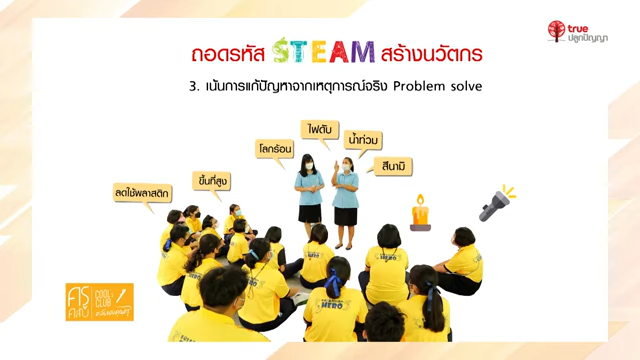 true
ปลูกปัญญา
ถอดรหัส STEAM สร้างนวัตกร
3. เน้นการแก้ปัญหาจากเหตุการณ์จริง Problem solve
ไฟดับ
น้ำท่วม
โลกร้อน
สึนามิ
ขึ้นที่สูง
ลดใช้พลาสติก
COOL
CLUB
HERO
HERO